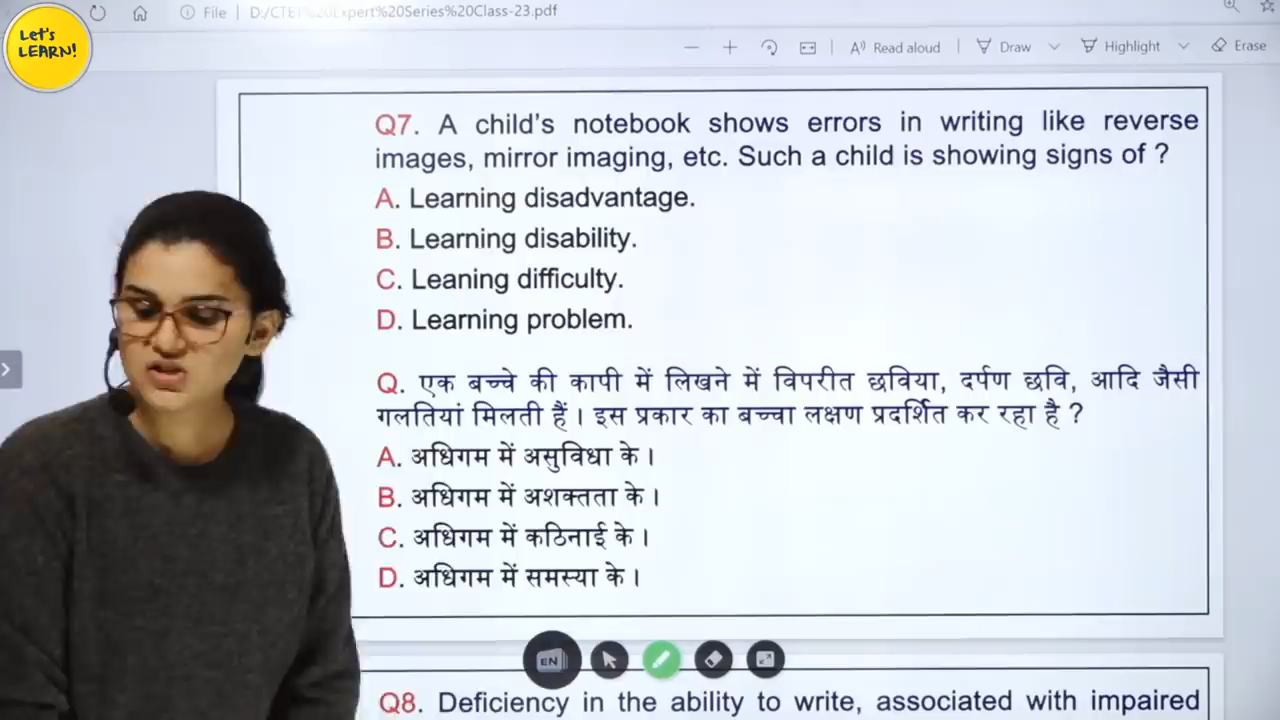 Let's
LEARN!
File | D:/CTET%20Expert%20Series%20Class-23.pdf
Read aloud
Draw
Highlight
Erase
Q7. A child's notebook shows errors in writing like reverse
images, mirror imaging, etc. Such a child is showing signs of ?
A. Learning disadvantage.
B. Learning disability.
C. Leaning difficulty.
D. Learning problem.
Q. एक बच्चे की कापी में लिखने में विपरीत छविया, दर्पण छवि, आदि जैसी
गलतियां मिलती हैं। इस प्रकार का बच्चा लक्षण प्रदर्शित कर रहा है ?
A. अधिगम में असुविधा के।
B. अधिगम में अशक्तता के।
C. अधिगम में कठिनाई के।
D. अधिगम में समस्या के।
EN
Q8. Deficiency in the ability to write, associated with impaired